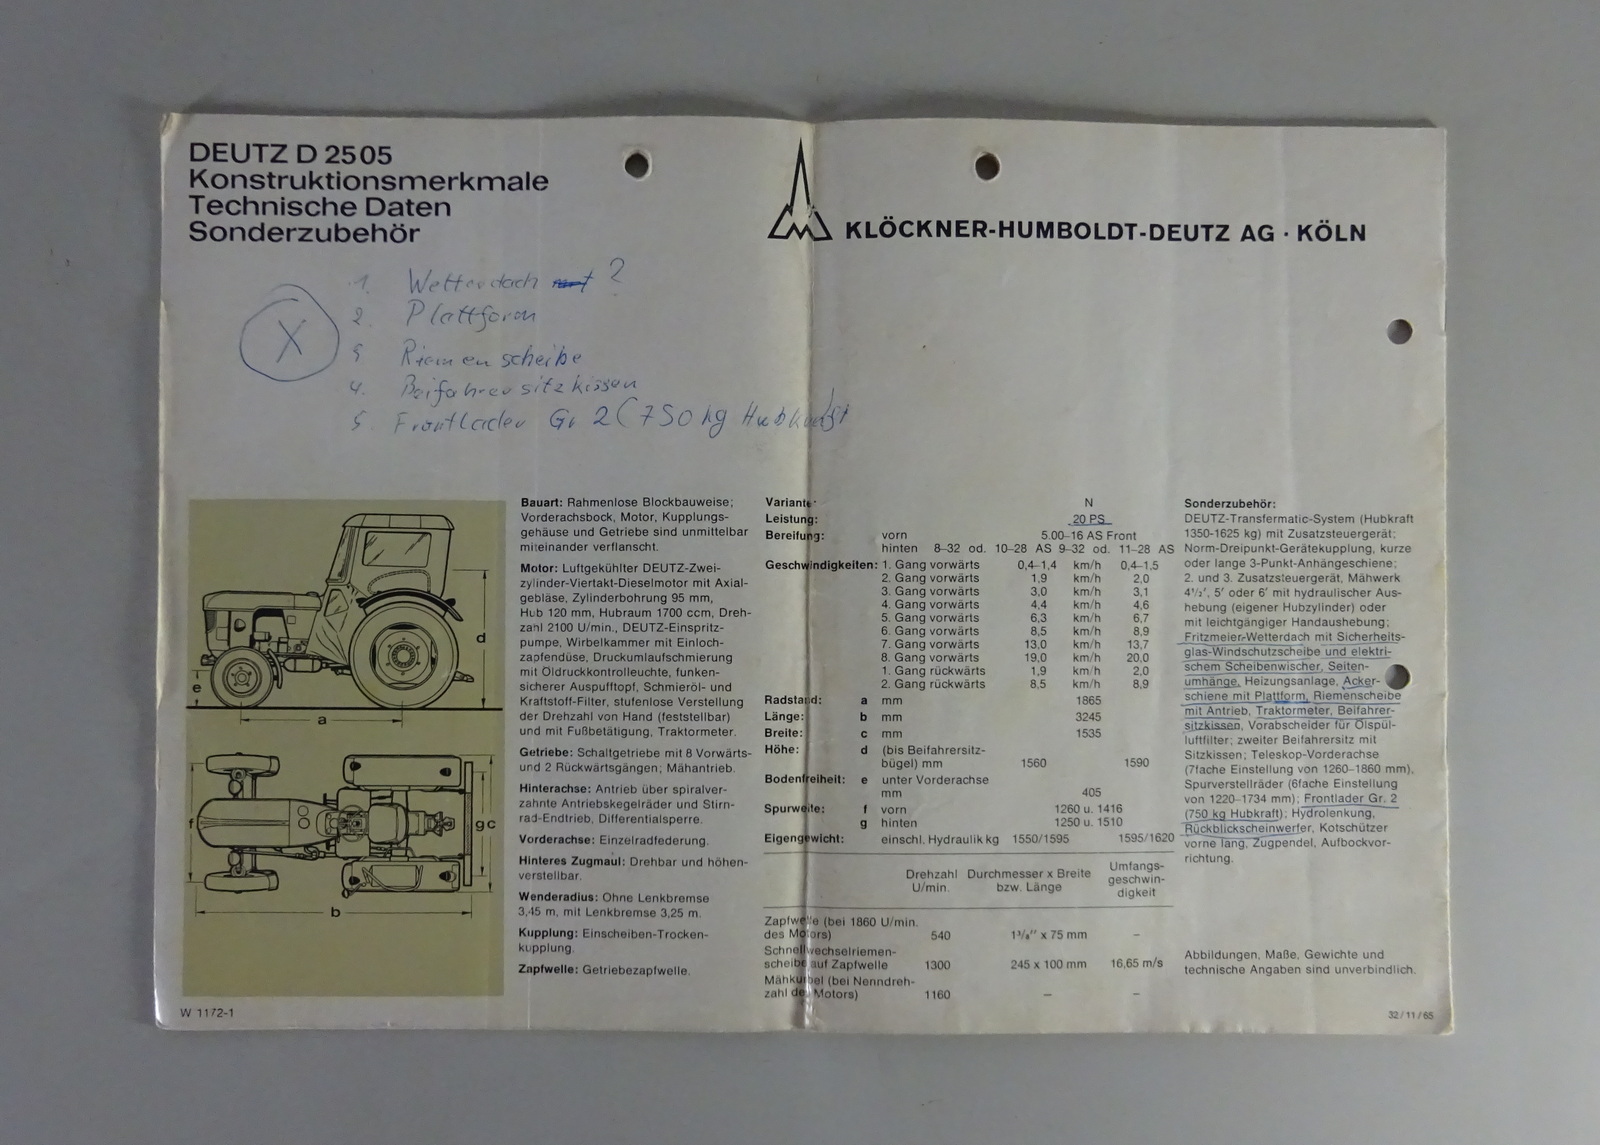 DEUTZ D 2505
Konstruktionsmerkmale
Technische Daten
Sonderzubehör
KLÖCKNER-HUMBOLDT-DEUTZ AG · KÖLN
X
1. Wetterdach ?
2. Plattform
3 Riemenscheibe
4. Beifahrersitzkissen
5. Frontlader Gr 2 (750 kg Hubkraft
d
e
a
f
g c
b
Bauart: Rahmenlose Blockbauweise;
Vorderachsbock, Motor, Kupplungs-
gehäuse und Getriebe sind unmittelbar
miteinander verflanscht.
Motor: Luftgekühlter DEUTZ-Zwei-
zylinder-Viertakt-Dieselmotor mit Axial-
gebläse, Zylinderbohrung 95 mm,
Hub 120 mm, Hubraum 1700 ccm, Dreh-
zahl 2100 U/min., DEUTZ-Einspritz-
pumpe, Wirbelkammer mit Einloch-
zapfendüse, Druckumlaufschmierung
mit Öldruckkontrolleuchte, funken-
sicherer Auspufftopf, Schmieröl- und
Kraftstoff-Filter, stufenlose Verstellung
der Drehzahl von Hand (feststellbar)
und mit Fußbetätigung, Traktormeter.
Getriebe: Schaltgetriebe mit 8 Vorwärts-
und 2 Rückwärtsgängen; Mähantrieb.
Hinterachse: Antrieb über spiralver-
zahnte Antriebskegelräder und Stirn-
rad-Endtrieb, Differentialsperre.
Vorderachse: Einzelradfederung.
Hinteres Zugmaul: Drehbar und höhen-
verstellbar.
Wenderadius: Ohne Lenkbremse
3,45 m, mit Lenkbremse 3,25 m.
Kupplung: Einscheiben-Trocken-
kupplung.
Zapfwelle: Getriebezapfwelle.
Variante: N
Leistung: 20 PS
Bereifung: vorn 5.00–16 AS Front
hinten 8–32 od. 10–28 AS 9–32 od. 11–28 AS
Geschwindigkeiten: 1. Gang vorwärts 0,4–1,4 km/h 0,4–1,5
2. Gang vorwärts 1,9 km/h 2,0
3. Gang vorwärts 3,0 km/h 3,1
4. Gang vorwärts 4,4 km/h 4,6
5. Gang vorwärts 6,3 km/h 6,7
6. Gang vorwärts 8,5 km/h 8,9
7. Gang vorwärts 13,0 km/h 13,7
8. Gang vorwärts 19,0 km/h 20,0
1. Gang rückwärts 1,9 km/h 2,0
2. Gang rückwärts 8,5 km/h 8,9
Radstand: a mm 1865
Länge: b mm 3245
Breite: c mm 1535
Höhe: d (bis Beifahrersitz-
bügel) mm 1560 1590
Bodenfreiheit: e unter Vorderachse
mm 405
Spurweite: f vorn 1260 u. 1416
g hinten 1250 u. 1510
Eigengewicht: einschl. Hydraulik kg 1550/1595 1595/1620
Drehzahl Durchmesser x Breite Umfangs-
U/min. bzw. Länge geschwin-
digkeit
Zapfwelle (bei 1860 U/min.
des Motors) 540 1³/₈″ x 75 mm –
Schnellwechselriemen-
scheibe auf Zapfwelle 1300 245 x 100 mm 16,65 m/s
Mähkurbel (bei Nenndreh-
zahl des Motors) 1160 – –
Sonderzubehör:
DEUTZ-Transfermatic-System (Hubkraft
1350-1625 kg) mit Zusatzsteuergerät;
Norm-Dreipunkt-Gerätekupplung, kurze
oder lange 3-Punkt-Anhängeschiene;
2. und 3. Zusatzsteuergerät, Mähwerk
4¹/₂′, 5′ oder 6′ mit hydraulischer Aus-
hebung (eigener Hubzylinder) oder
mit leichtgängiger Handaushebung;
Fritzmeier-Wetterdach mit Sicherheits-
glas-Windschutzscheibe und elektri-
schem Scheibenwischer, Seiten-
umhänge, Heizungsanlage, Acker-
schiene mit Plattform, Riemenscheibe
mit Antrieb, Traktormeter, Beifahrer-
sitzkissen, Vorabscheider für Ölspül-
luftfilter; zweiter Beifahrersitz mit
Sitzkissen; Teleskop-Vorderachse
(7fache Einstellung von 1260–1860 mm),
Spurverstellräder (6fache Einstellung
von 1220–1734 mm); Frontlader Gr. 2
(750 kg Hubkraft); Hydrolenkung,
Rückblickscheinwerfer, Kotschützer
vorne lang, Zugpendel, Aufbockvor-
richtung.
Abbildungen, Maße, Gewichte und
technische Angaben sind unverbindlich.
W 1172-1
32/11/65